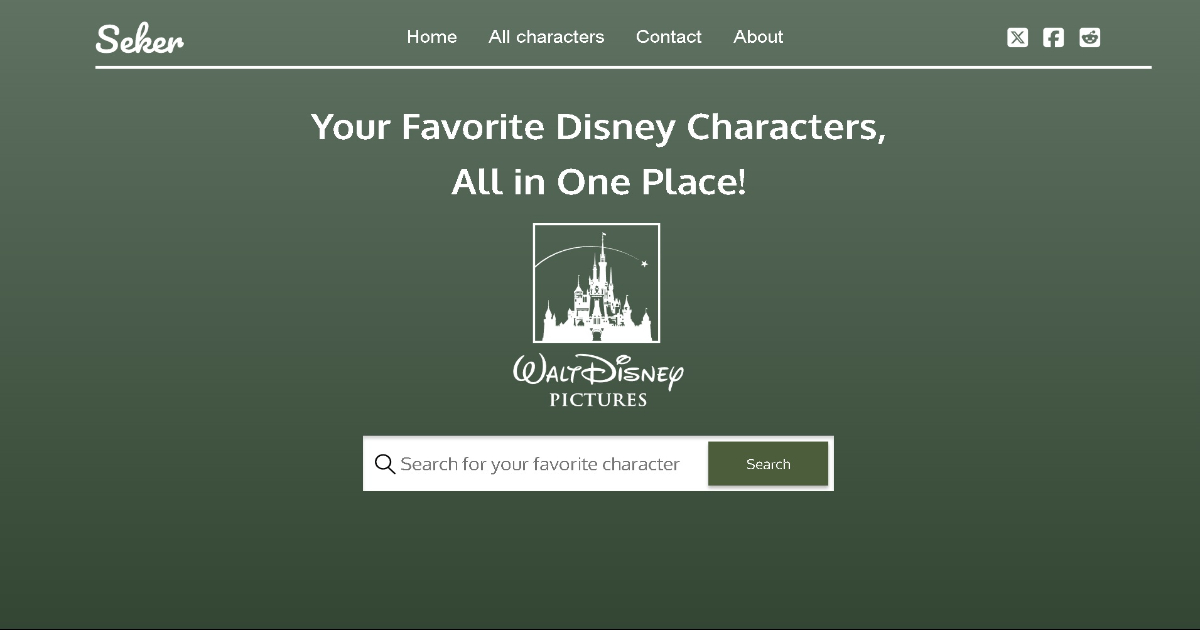 Seker
Home All characters Contact About
Your Favorite Disney Characters,
All in One Place!
WALT DISNEY
PICTURES
Search for your favorite character Search